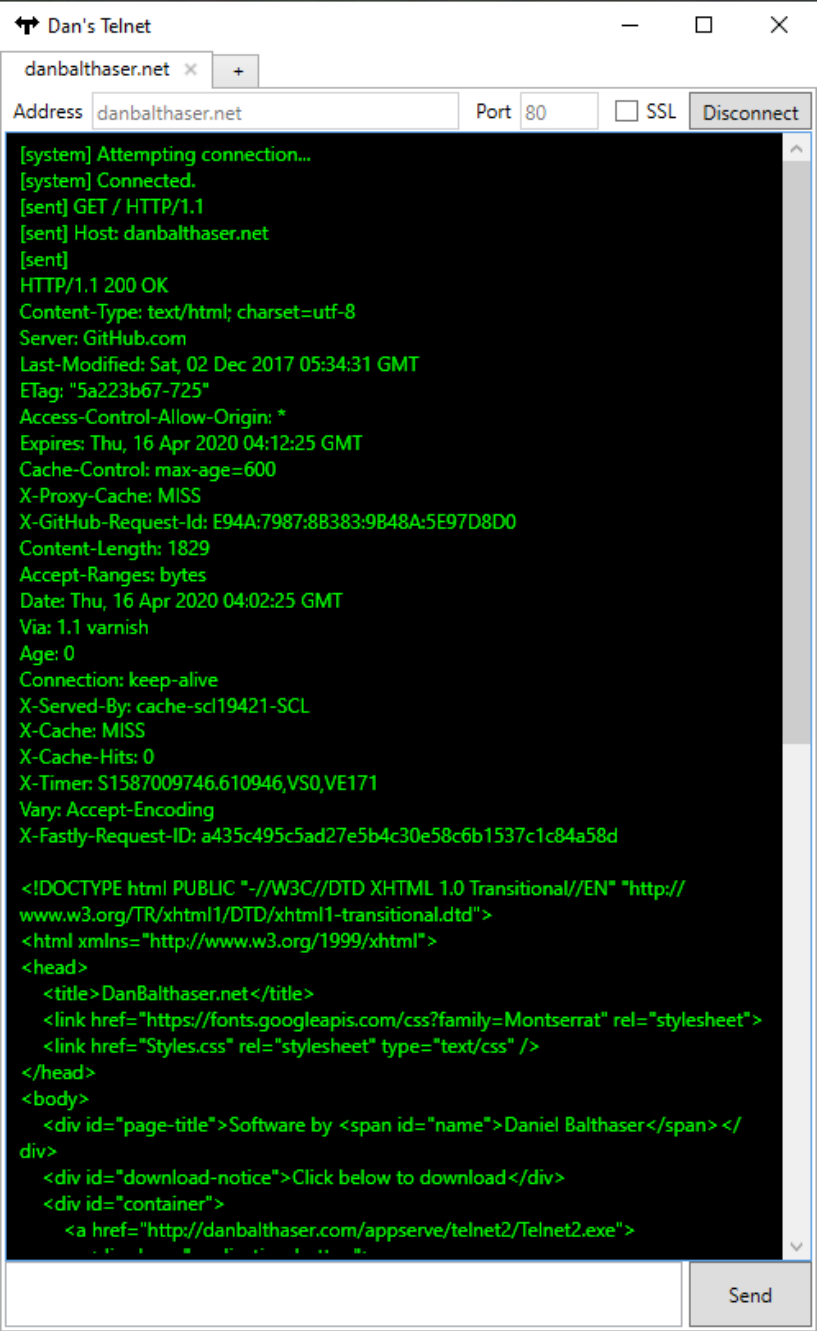 Dan's Telnet
danbalthaser.net
+
Address danbalthaser.net Port 80 SSL Disconnect
[system] Attempting connection...
[system] Connected.
[sent] GET / HTTP/1.1
[sent] Host: danbalthaser.net
[sent]
HTTP/1.1 200 OK
Content-Type: text/html; charset=utf-8
Server: GitHub.com
Last-Modified: Sat, 02 Dec 2017 05:34:31 GMT
ETag: "5a223b67-725"
Access-Control-Allow-Origin: *
Expires: Thu, 16 Apr 2020 04:12:25 GMT
Cache-Control: max-age=600
X-Proxy-Cache: MISS
X-GitHub-Request-Id: E94A:7987:8B383:9B48A:5E97D8D0
Content-Length: 1829
Accept-Ranges: bytes
Date: Thu, 16 Apr 2020 04:02:25 GMT
Via: 1.1 varnish
Age: 0
Connection: keep-alive
X-Served-By: cache-scl19421-SCL
X-Cache: MISS
X-Cache-Hits: 0
X-Timer: S1587009746.610946,VS0,VE171
Vary: Accept-Encoding
X-Fastly-Request-ID: a435c495c5ad27e5b4c30e58c6b1537c1c84a58d
<!DOCTYPE html PUBLIC "-//W3C//DTD XHTML 1.0 Transitional//EN" "http://
www.w3.org/TR/xhtml1/DTD/xhtml1-transitional.dtd">
<html xmlns="http://www.w3.org/1999/xhtml">
<head>
<title>DanBalthaser.net</title>
<link href="https://fonts.googleapis.com/css?family=Montserrat" rel="stylesheet">
<link href="Styles.css" rel="stylesheet" type="text/css" />
</head>
<body>
<div id="page-title">Software by <span id="name">Daniel Balthaser</span></
div>
<div id="download-notice">Click below to download</div>
<div id="container">
<a href="http://danbalthaser.com/appserve/telnet2/Telnet2.exe">
Send